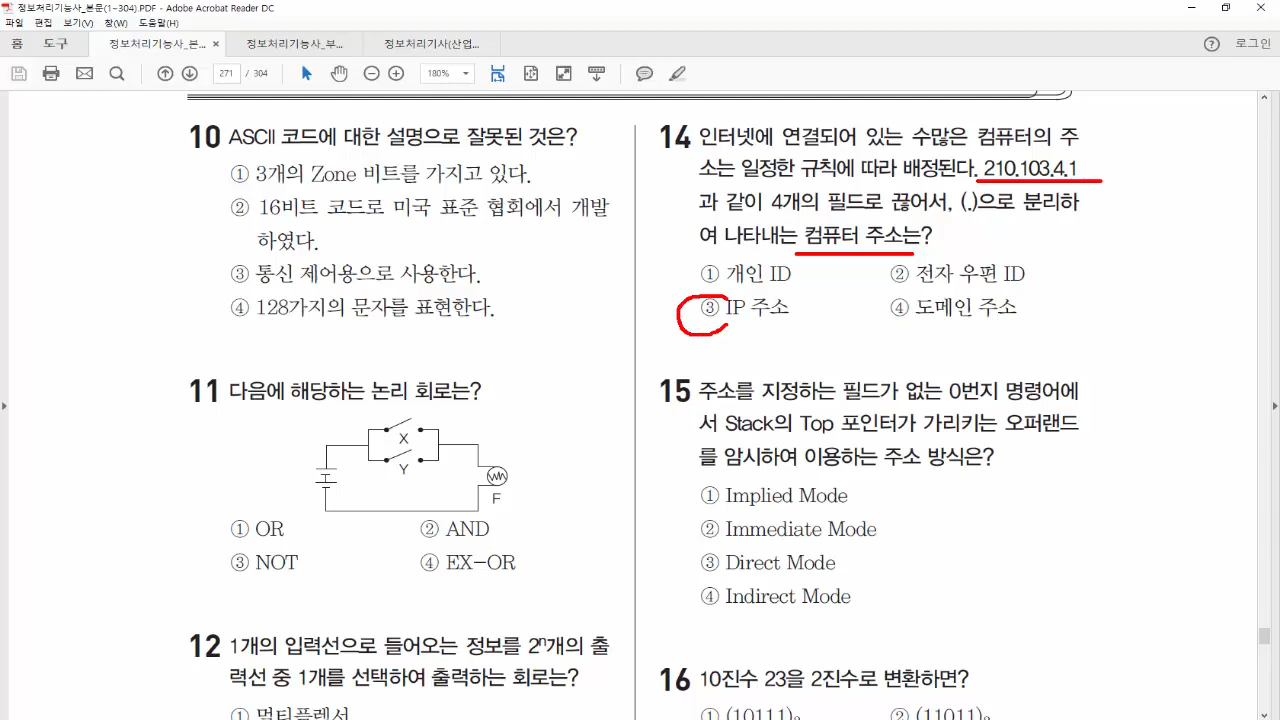 정보처리기능사_본문(1~304).PDF - Adobe Acrobat Reader DC
파일 편집 보기(V) 창(W) 도움말(H)
홈 도구 정보처리기능사_본... × 정보처리기능사_부... 정보처리기사(산업... ? 로그인
271 / 304 180%
10 ASCII 코드에 대한 설명으로 잘못된 것은?
① 3개의 Zone 비트를 가지고 있다.
② 16비트 코드로 미국 표준 협회에서 개발
하였다.
③ 통신 제어용으로 사용한다.
④ 128가지의 문자를 표현한다.
11 다음에 해당하는 논리 회로는?
X
Y
F
① OR ② AND
③ NOT ④ EX-OR
12 1개의 입력선으로 들어오는 정보를 2ⁿ개의 출
력선 중 1개를 선택하여 출력하는 회로는?
① 멀티플렉서
14 인터넷에 연결되어 있는 수많은 컴퓨터의 주
소는 일정한 규칙에 따라 배정된다. 210.103.4.1
과 같이 4개의 필드로 끊어서, (.)으로 분리하
여 나타내는 컴퓨터 주소는?
① 개인 ID ② 전자 우편 ID
③ IP 주소 ④ 도메인 주소
15 주소를 지정하는 필드가 없는 0번지 명령어에
서 Stack의 Top 포인터가 가리키는 오퍼랜드
를 암시하여 이용하는 주소 방식은?
① Implied Mode
② Immediate Mode
③ Direct Mode
④ Indirect Mode
16 10진수 23을 2진수로 변환하면?
① (10111)₂ ② (11011)₂